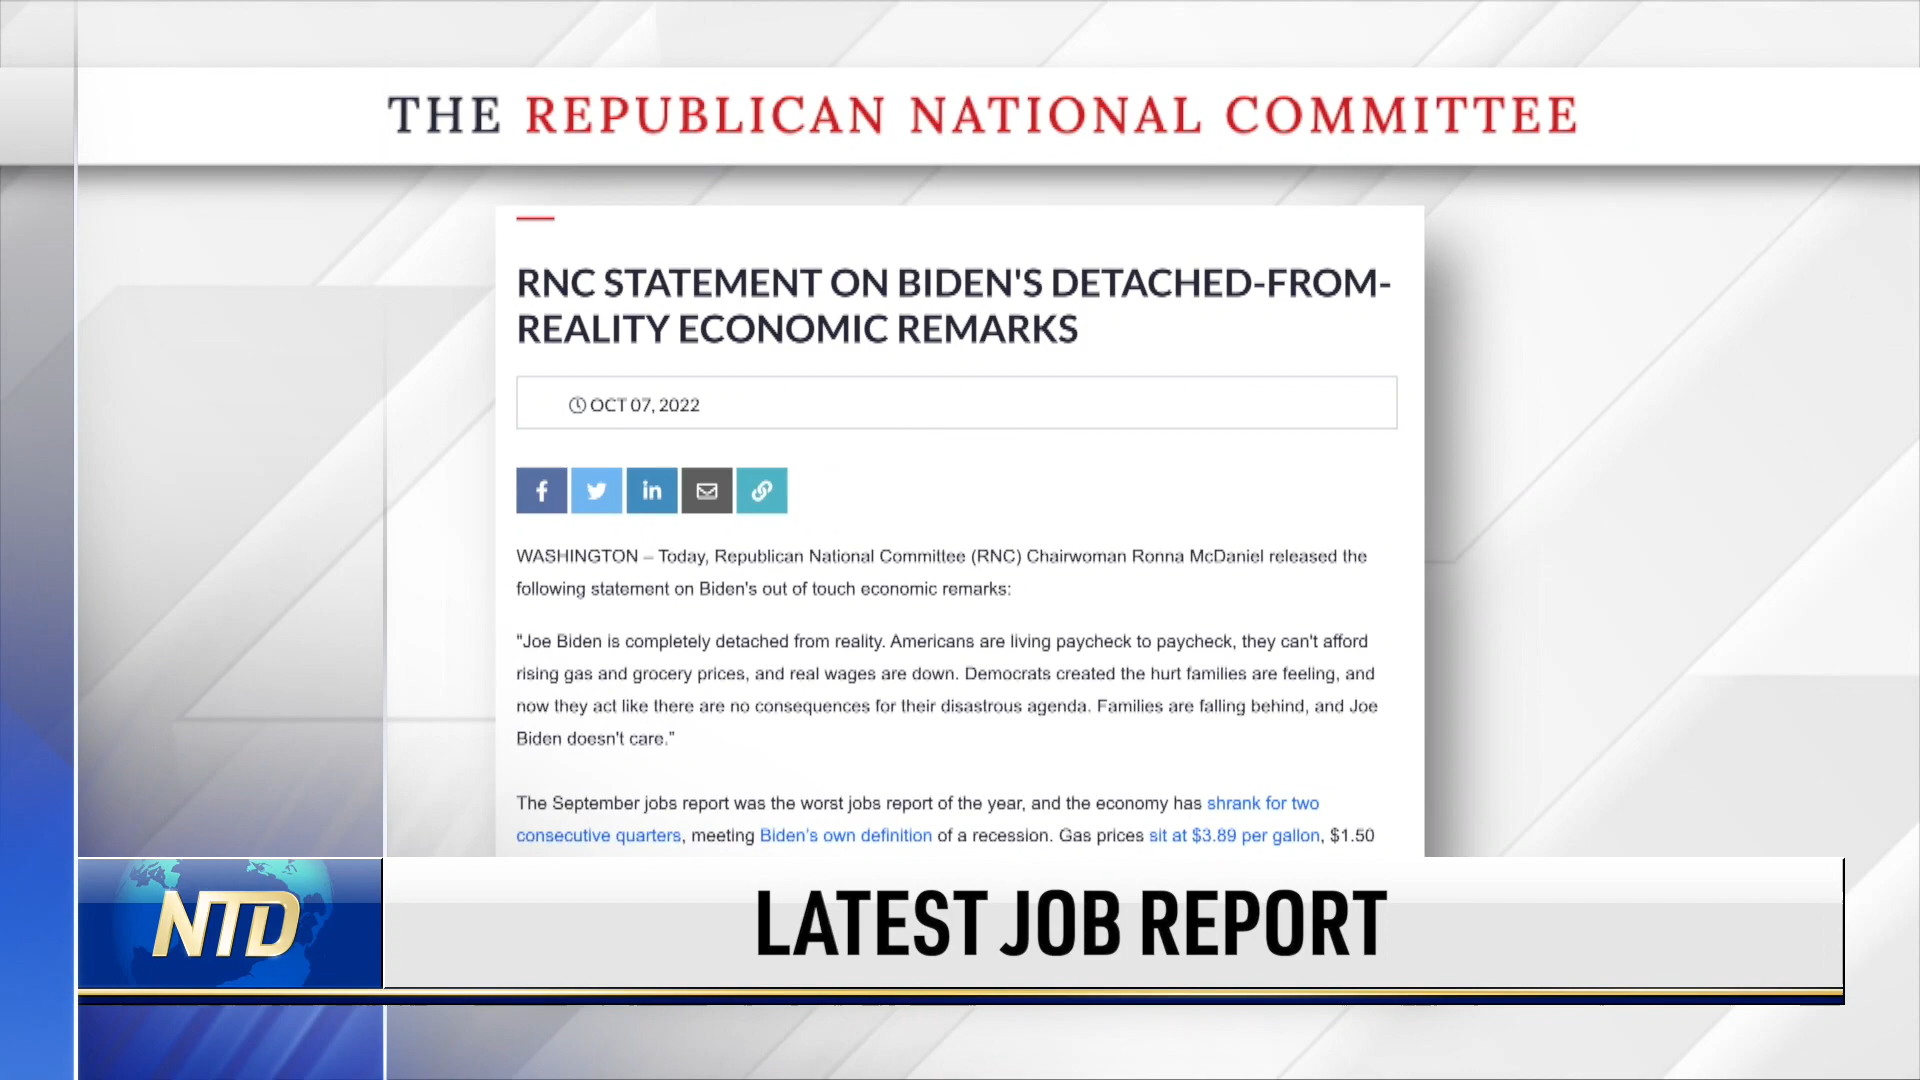 THE REPUBLICAN NATIONAL COMMITTEE
RNC STATEMENT ON BIDEN'S DETACHED-FROM-
REALITY ECONOMIC REMARKS
OCT 07, 2022
WASHINGTON – Today, Republican National Committee (RNC) Chairwoman Ronna McDaniel released the
following statement on Biden's out of touch economic remarks:
"Joe Biden is completely detached from reality. Americans are living paycheck to paycheck, they can't afford
rising gas and grocery prices, and real wages are down. Democrats created the hurt families are feeling, and
now they act like there are no consequences for their disastrous agenda. Families are falling behind, and Joe
Biden doesn't care."
The September jobs report was the worst jobs report of the year, and the economy has shrank for two
consecutive quarters, meeting Biden's own definition of a recession. Gas prices sit at $3.89 per gallon, $1.50
NTD
LATEST JOB REPORT